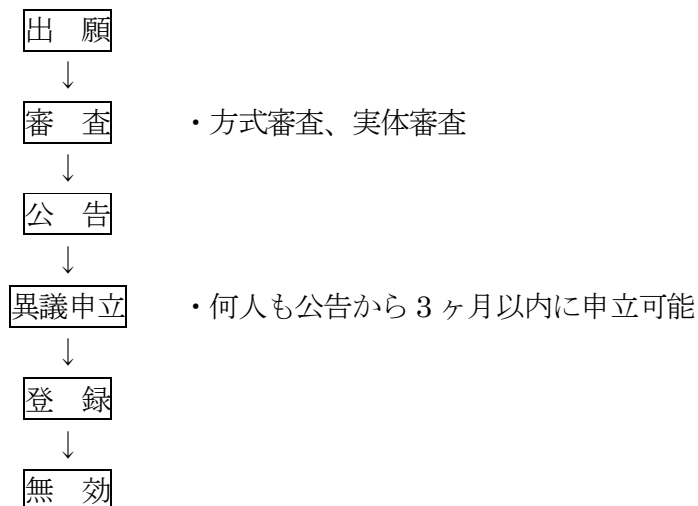 出　願
↓
審　査　・方式審査、実体審査
↓
公　告
↓
異議申立　・何人も公告から３ヶ月以内に申立可能
↓
登　録
↓
無　効